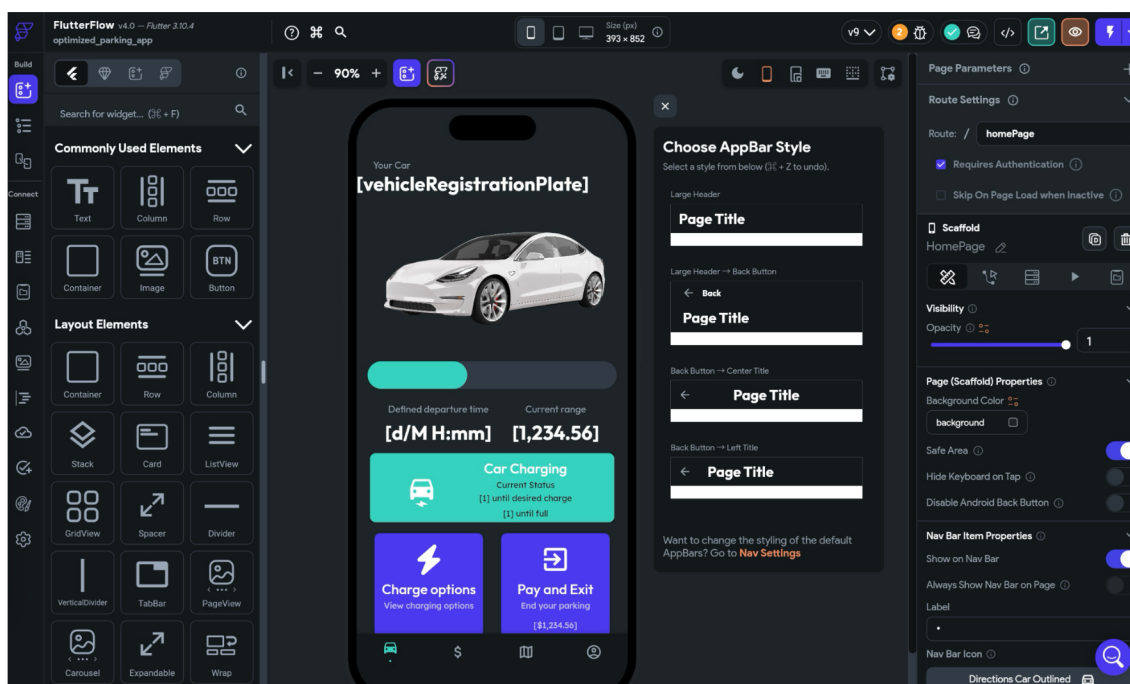 FlutterFlow v4.0 – Flutter 3.10.4
optimized_parking_app
Size (px)
393 × 852
v9
2
</>
Build
Connect
Search for widget... (⌘ + F)
Commonly Used Elements
Text
Column
Row
Container
Image
BTN
Button
Layout Elements
Container
Row
Column
Stack
Card
ListView
GridView
Spacer
Divider
VerticalDivider
TabBar
PageView
Carousel
Expandable
Wrap
90%
Your Car
[vehicleRegistrationPlate]
Defined departure time
Current range
[d/M H:mm]
[1,234.56]
Car Charging
Current Status
[1] until desired charge
[1] until full
Charge options
View charging options
Pay and Exit
End your parking
[$1,234.56]
$
Choose AppBar Style
Select a style from below (⌘ + Z to undo).
Large Header
Page Title
Large Header → Back Button
← Back
Page Title
Back Button → Center Title
← Page Title
Back Button → Left Title
← Page Title
Want to change the styling of the default
AppBars? Go to Nav Settings
Page Parameters
Route Settings
Route: / homePage
Requires Authentication
Skip On Page Load when Inactive
Scaffold
HomePage
Visibility
Opacity
1
Page (Scaffold) Properties
Background Color
background
Safe Area
Hide Keyboard on Tap
Disable Android Back Button
Nav Bar Item Properties
Show on Nav Bar
Always Show Nav Bar on Page
Label
•
Nav Bar Icon
Directions Car Outlined